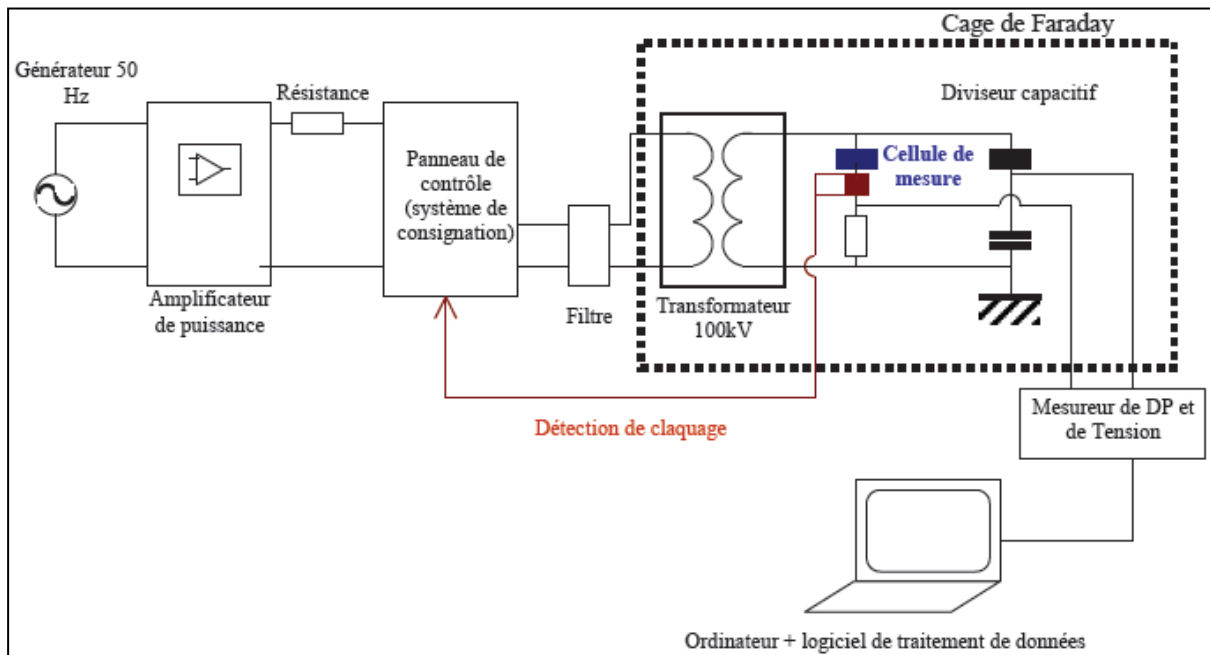 Cage de Faraday
Générateur 50
Hz
Résistance
Diviseur capacitif
Panneau de
contrôle
(système de
consignation)
Cellule de
mesure
Amplificateur
de puissance
Filtre
Transformateur
100kV
Détection de claquage
Mesureur de DP et
de Tension
Ordinateur + logiciel de traitement de données